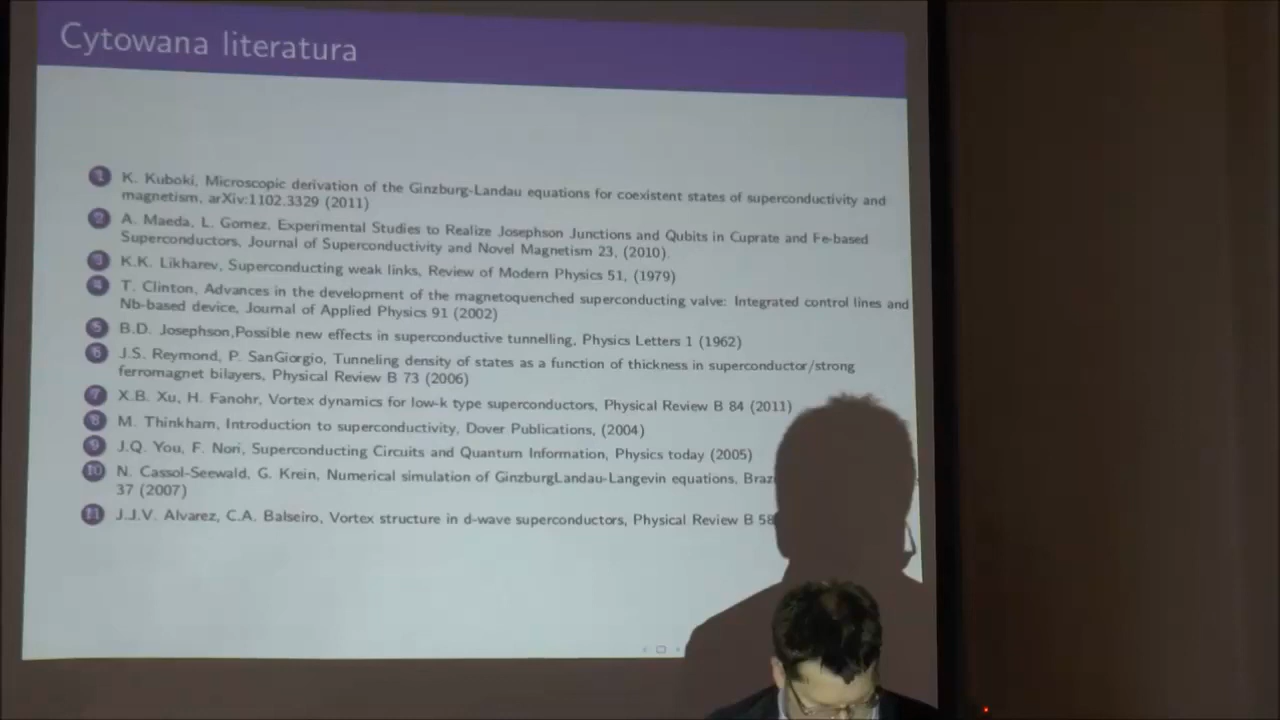 Cytowana literatura
1 K. Kuboki, Microscopic derivation of the Ginzburg-Landau equations for coexistent states of superconductivity and
magnetism, arXiv:1102.3329 (2011)
2 A. Maeda, L. Gomez, Experimental Studies to Realize Josephson Junctions and Qubits in Cuprate and Fe-based
Superconductors, Journal of Superconductivity and Novel Magnetism 23, (2010).
3 K.K. Likharev, Superconducting weak links, Review of Modern Physics 51, (1979)
4 T. Clinton, Advances in the development of the magnetoquenched superconducting valve: Integrated control lines and
Nb-based device, Journal of Applied Physics 91 (2002)
5 B.D. Josephson,Possible new effects in superconductive tunnelling, Physics Letters 1 (1962)
6 J.S. Reymond, P. SanGiorgio, Tunneling density of states as a function of thickness in superconductor/strong
ferromagnet bilayers, Physical Review B 73 (2006)
7 X.B. Xu, H. Fanohr, Vortex dynamics for low-k type superconductors, Physical Review B 84 (2011)
8 M. Thinkham, Introduction to superconductivity, Dover Publications, (2004)
9 J.Q. You, F. Nori, Superconducting Circuits and Quantum Information, Physics today (2005)
10 N. Cassol-Seewald, G. Krein, Numerical simulation of GinzburgLandau-Langevin equations,
37 (2007)
11 J.J.V. Alvarez, C.A. Balseiro, Vortex structure in d-wave superconductors, Physical Review B 58